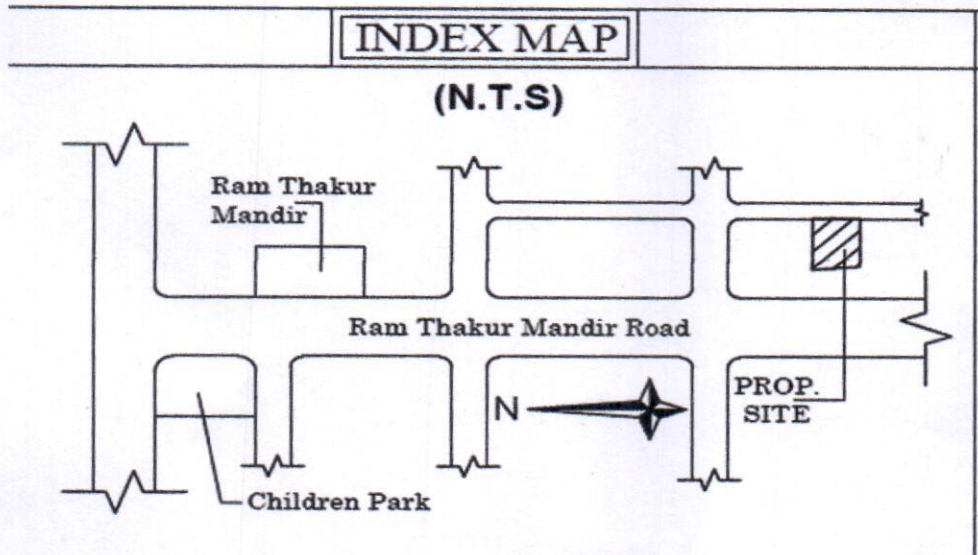 INDEX MAP
(N.T.S)
Ram Thakur
Mandir
Ram Thakur Mandir Road
N
PROP.
SITE
Children Park